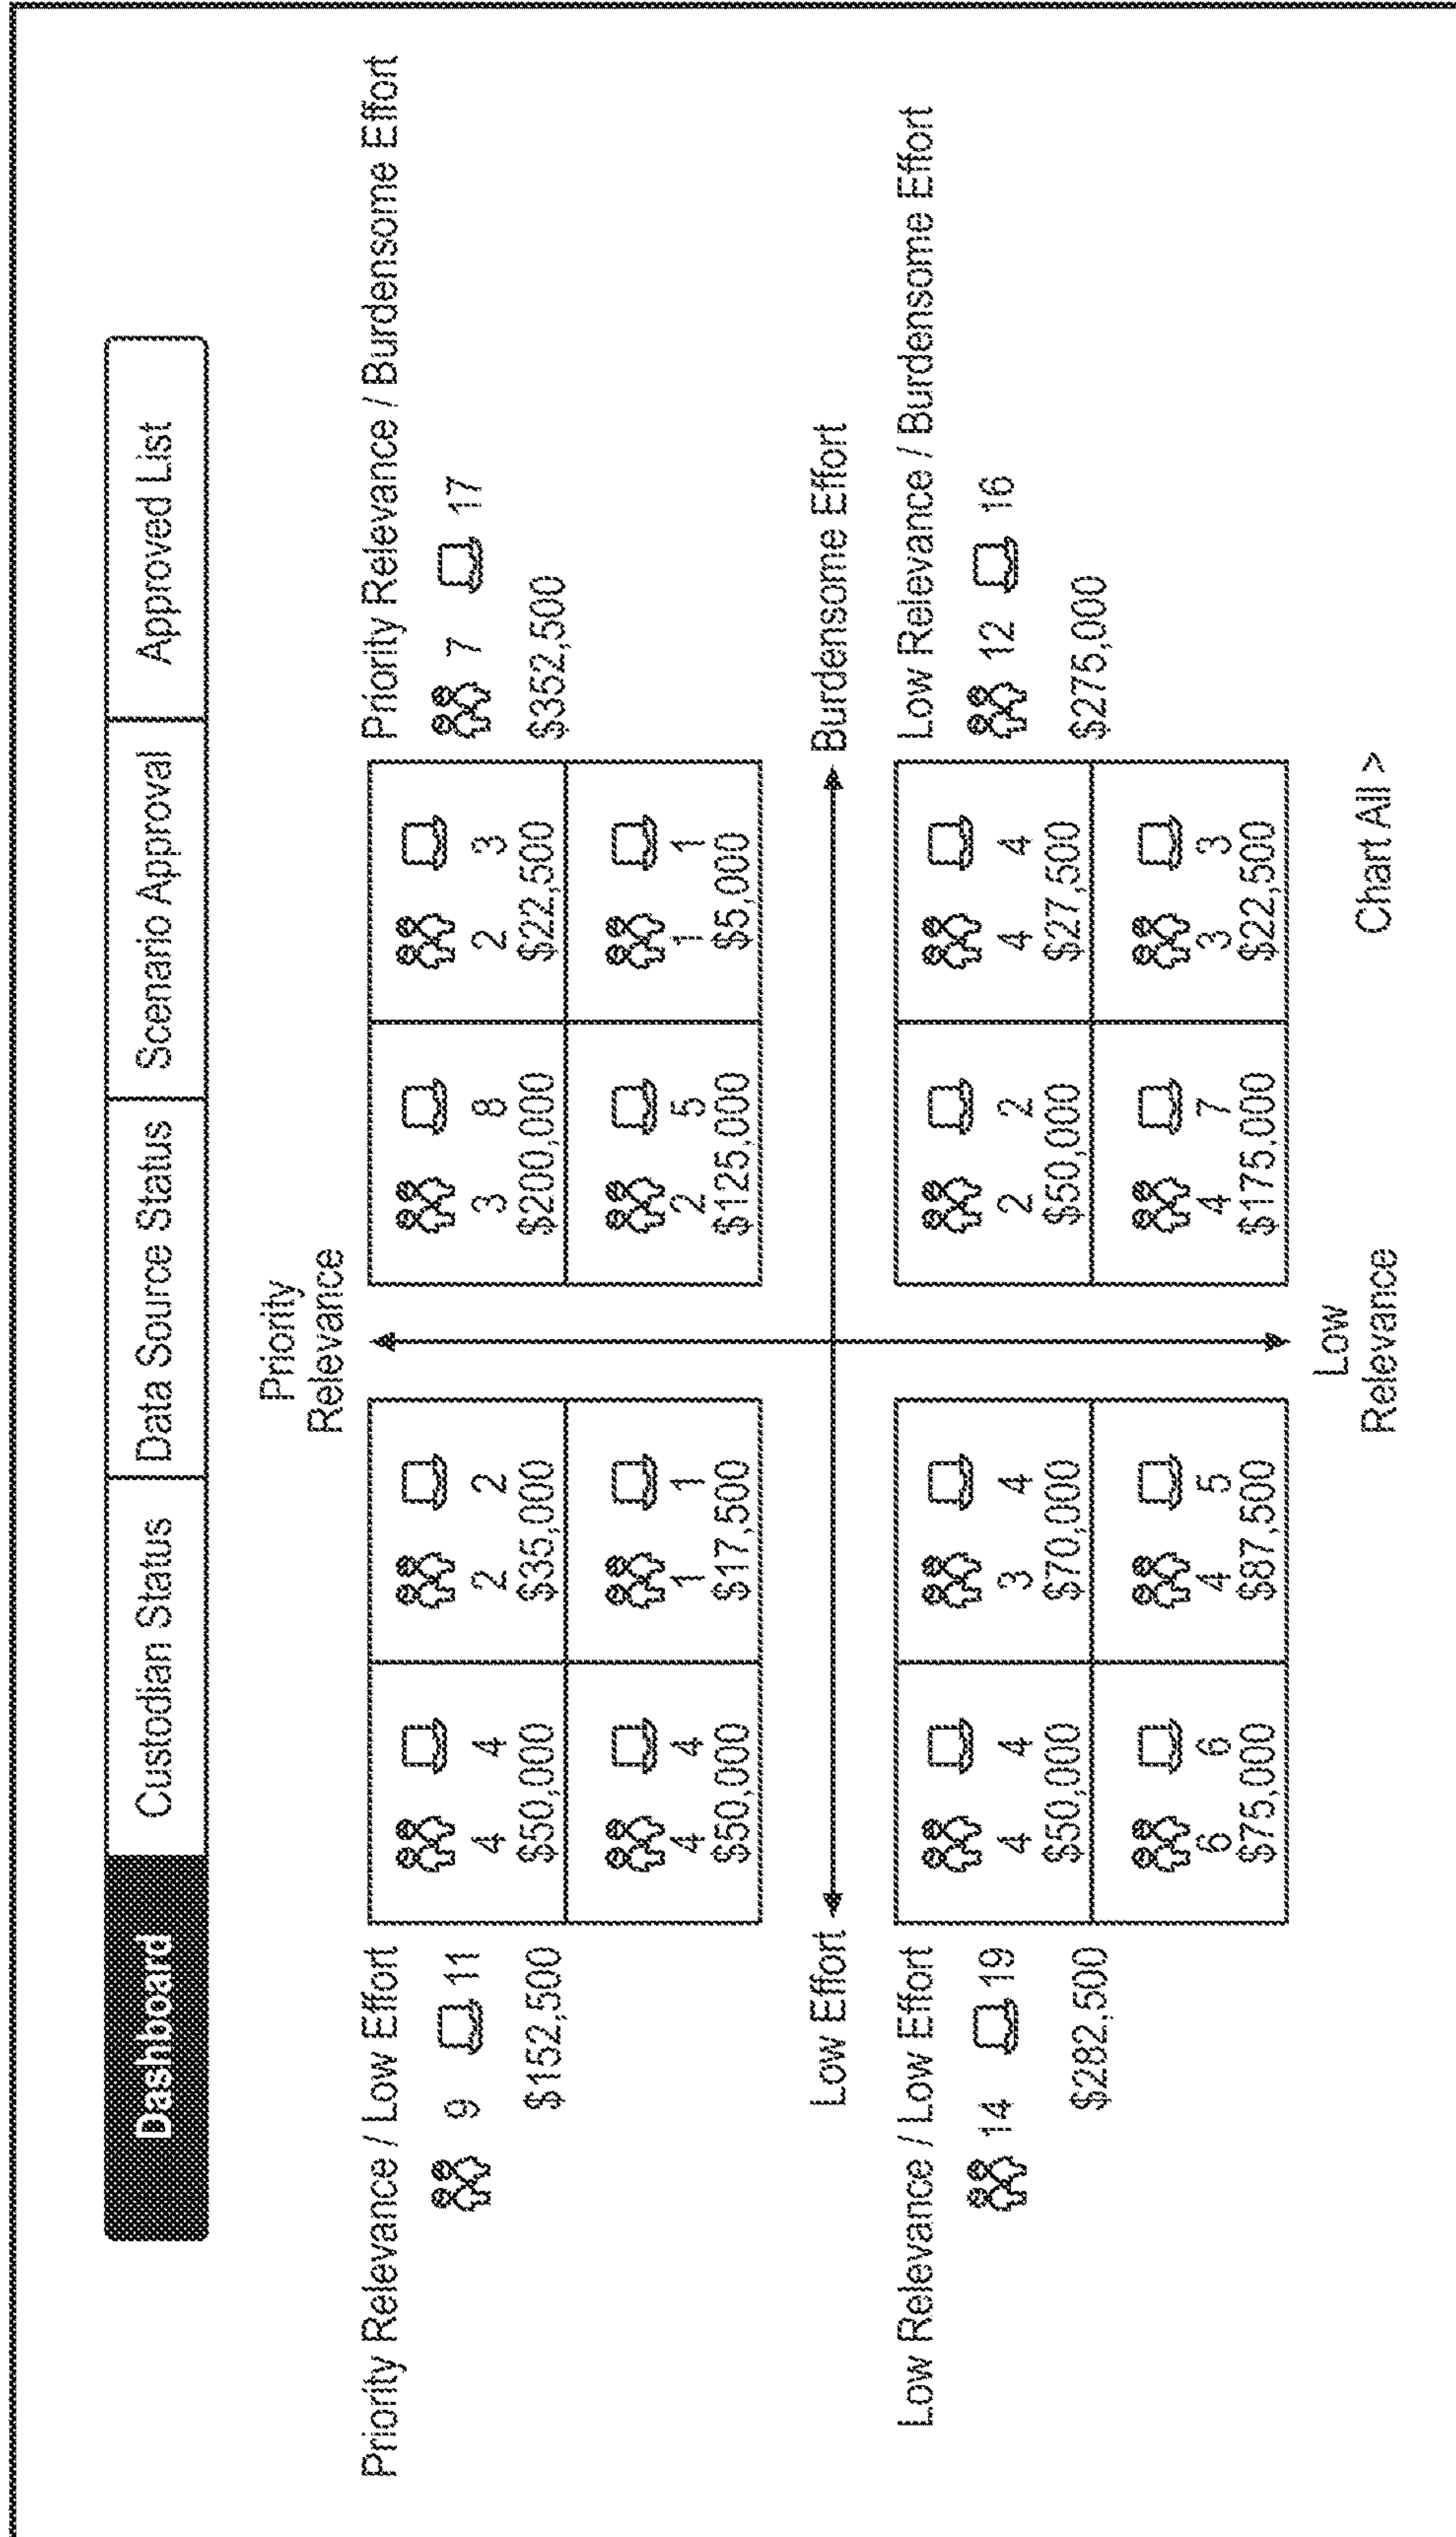 Dashboard
Custodian Status
Data Source Status
Scenario Approval
Approved List
Priority
Relevance
Priority Relevance / Low Effort
9 11
$152,500
4 4
$50,000
2 2
$35,000
4 4
$50,000
1 1
$17,500
3 8
$200,000
2 3
$22,500
2 5
$125,000
1 1
$5,000
Priority Relevance / Burdensome Effort
7 17
$352,500
Low Effort
Burdensome Effort
Low Relevance / Low Effort
14 19
$282,500
4 4
$50,000
3 4
$70,000
6 6
$75,000
4 5
$87,500
2 2
$50,000
4 4
$27,500
4 7
$175,000
3 3
$22,500
Low Relevance / Burdensome Effort
12 16
$275,000
Low
Relevance
Chart All >